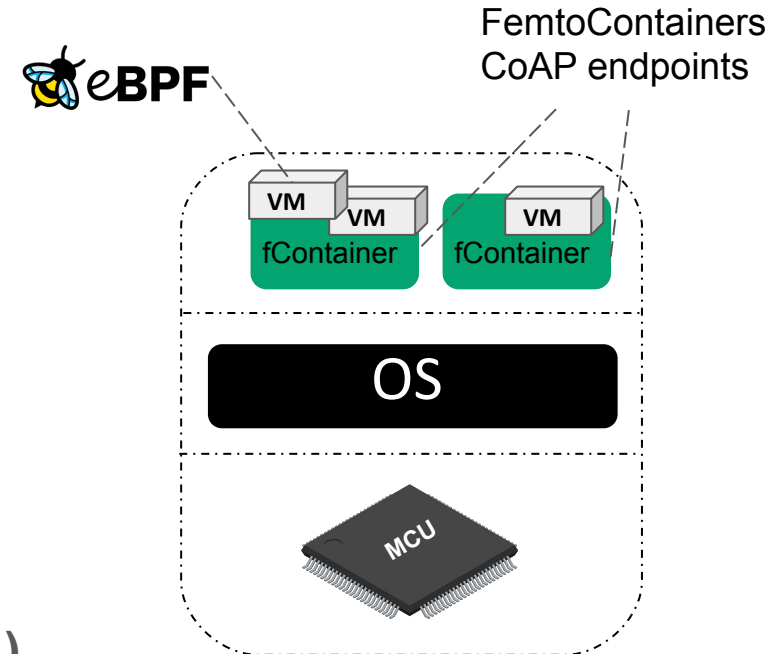 FemtoContainers
CoAP endpoints
eBPF
VM
VM
VM
fContainer
fContainer
OS
MCU
)